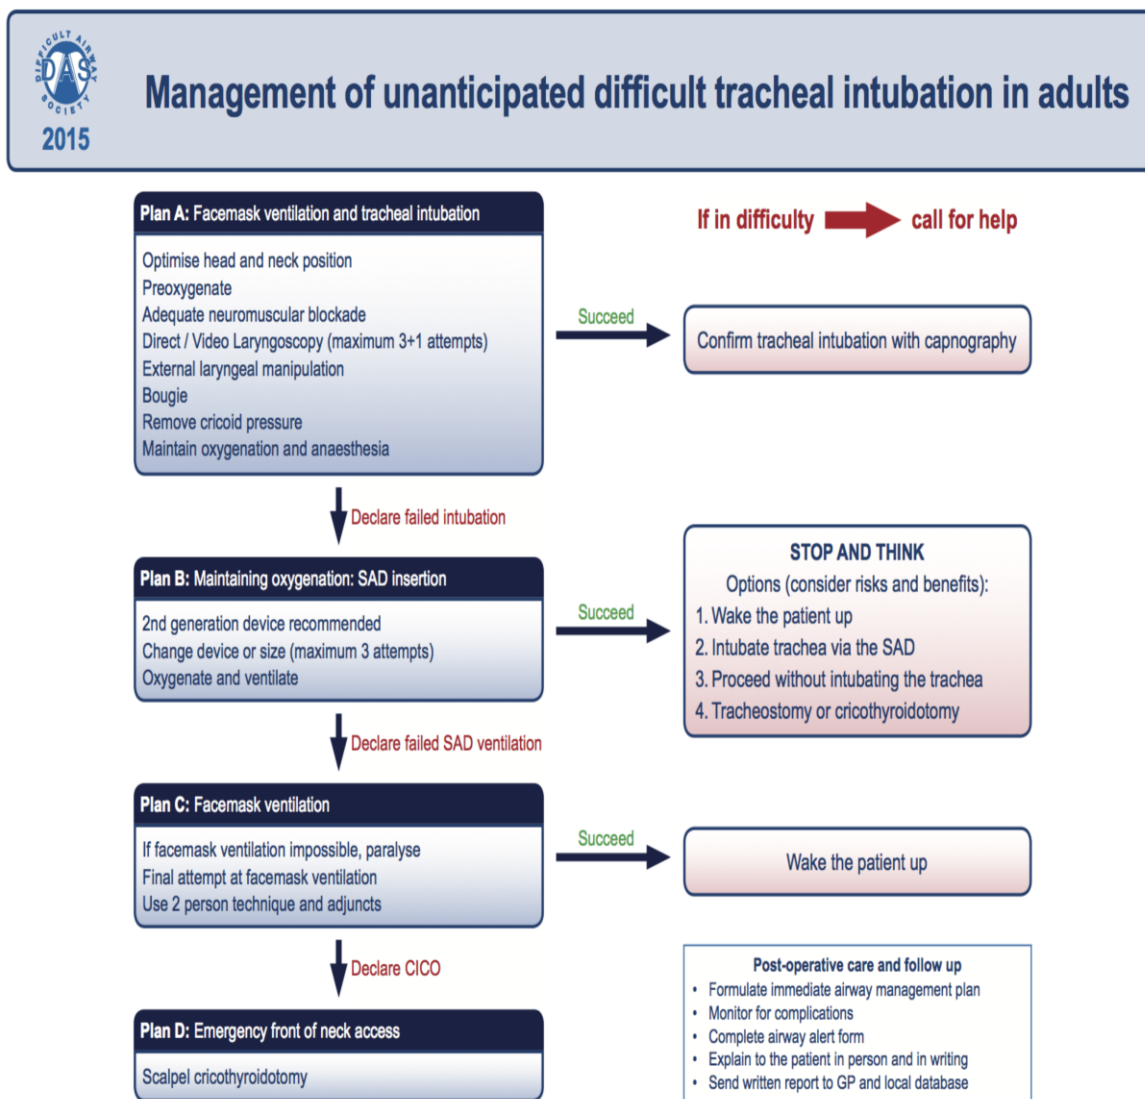 DIFFICULT AIRWAY SOCIETY
DAS
2015
Management of unanticipated difficult tracheal intubation in adults
Plan A: Facemask ventilation and tracheal intubation
Optimise head and neck position
Preoxygenate
Adequate neuromuscular blockade
Direct / Video Laryngoscopy (maximum 3+1 attempts)
External laryngeal manipulation
Bougie
Remove cricoid pressure
Maintain oxygenation and anaesthesia
If in difficulty call for help
Succeed
Confirm tracheal intubation with capnography
Declare failed intubation
Plan B: Maintaining oxygenation: SAD insertion
2nd generation device recommended
Change device or size (maximum 3 attempts)
Oxygenate and ventilate
Succeed
STOP AND THINK
Options (consider risks and benefits):
1. Wake the patient up
2. Intubate trachea via the SAD
3. Proceed without intubating the trachea
4. Tracheostomy or cricothyroidotomy
Declare failed SAD ventilation
Plan C: Facemask ventilation
If facemask ventilation impossible, paralyse
Final attempt at facemask ventilation
Use 2 person technique and adjuncts
Succeed
Wake the patient up
Declare CICO
Plan D: Emergency front of neck access
Scalpel cricothyroidotomy
Post-operative care and follow up
• Formulate immediate airway management plan
• Monitor for complications
• Complete airway alert form
• Explain to the patient in person and in writing
• Send written report to GP and local database